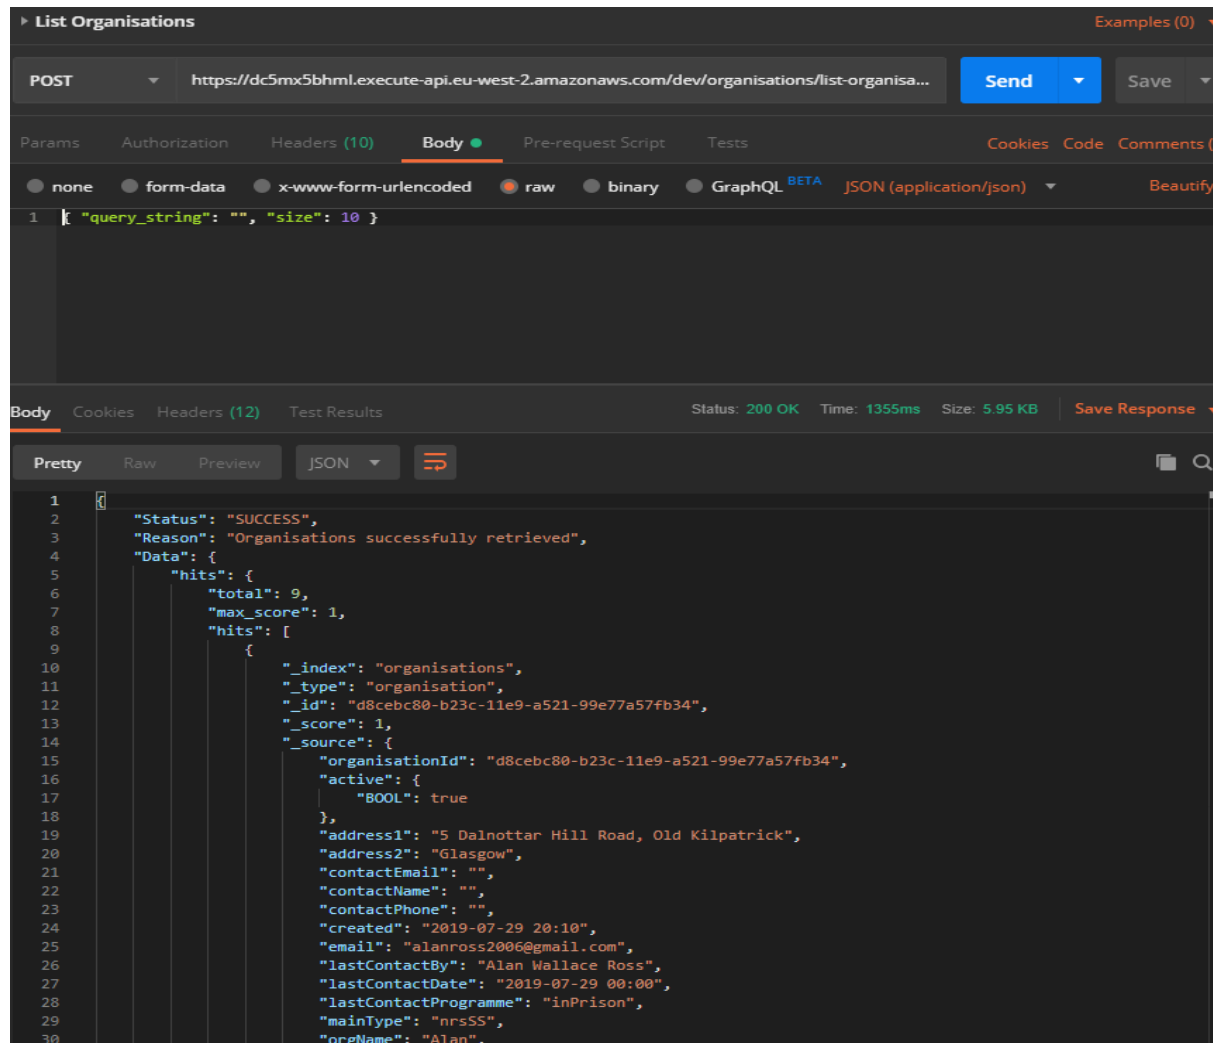 List Organisations Examples (0)
POST https://dc5mx5bhml.execute-api.eu-west-2.amazonaws.com/dev/organisations/list-organisa... Send Save
Params Authorization Headers (10) Body Pre-request Script Tests Cookies Code Comments (
none form-data x-www-form-urlencoded raw binary GraphQL BETA JSON (application/json) Beautify
1 { "query_string": "", "size": 10 }
Body Cookies Headers (12) Test Results Status: 200 OK Time: 1355ms Size: 5.95 KB Save Response
Pretty Raw Preview JSON
1 {
2 "Status": "SUCCESS",
3 "Reason": "Organisations successfully retrieved",
4 "Data": {
5 "hits": {
6 "total": 9,
7 "max_score": 1,
8 "hits": [
9 {
10 "_index": "organisations",
11 "_type": "organisation",
12 "_id": "d8cebc80-b23c-11e9-a521-99e77a57fb34",
13 "_score": 1,
14 "_source": {
15 "organisationId": "d8cebc80-b23c-11e9-a521-99e77a57fb34",
16 "active": {
17 "BOOL": true
18 },
19 "address1": "5 Dalnottar Hill Road, Old Kilpatrick",
20 "address2": "Glasgow",
21 "contactEmail": "",
22 "contactName": "",
23 "contactPhone": "",
24 "created": "2019-07-29 20:10",
25 "email": "alanross2006@gmail.com",
26 "lastContactBy": "Alan Wallace Ross",
27 "lastContactDate": "2019-07-29 00:00",
28 "lastContactProgramme": "inPrison",
29 "mainType": "nrsSS",
30 "orgName": "Alan",